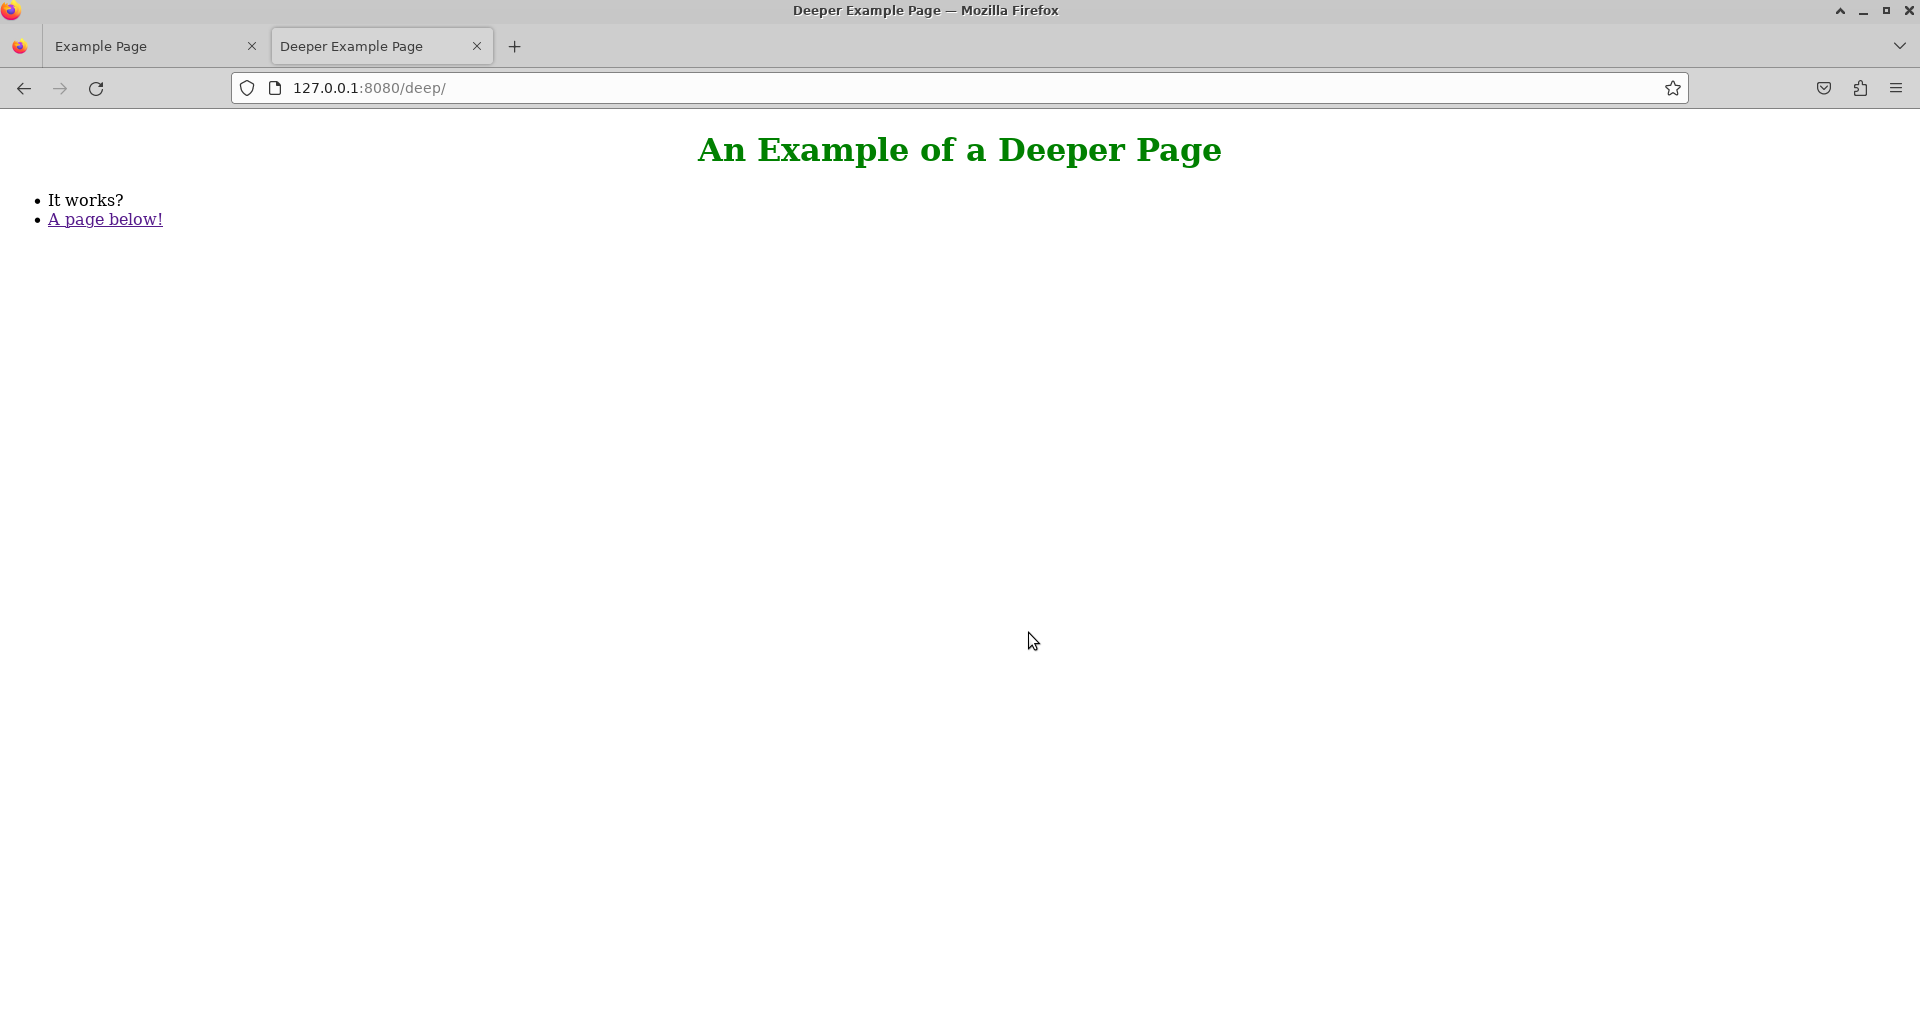 Deeper Example Page — Mozilla Firefox
Example Page
Deeper Example Page
127.0.0.1:8080/deep/
An Example of a Deeper Page
It works?
A page below!